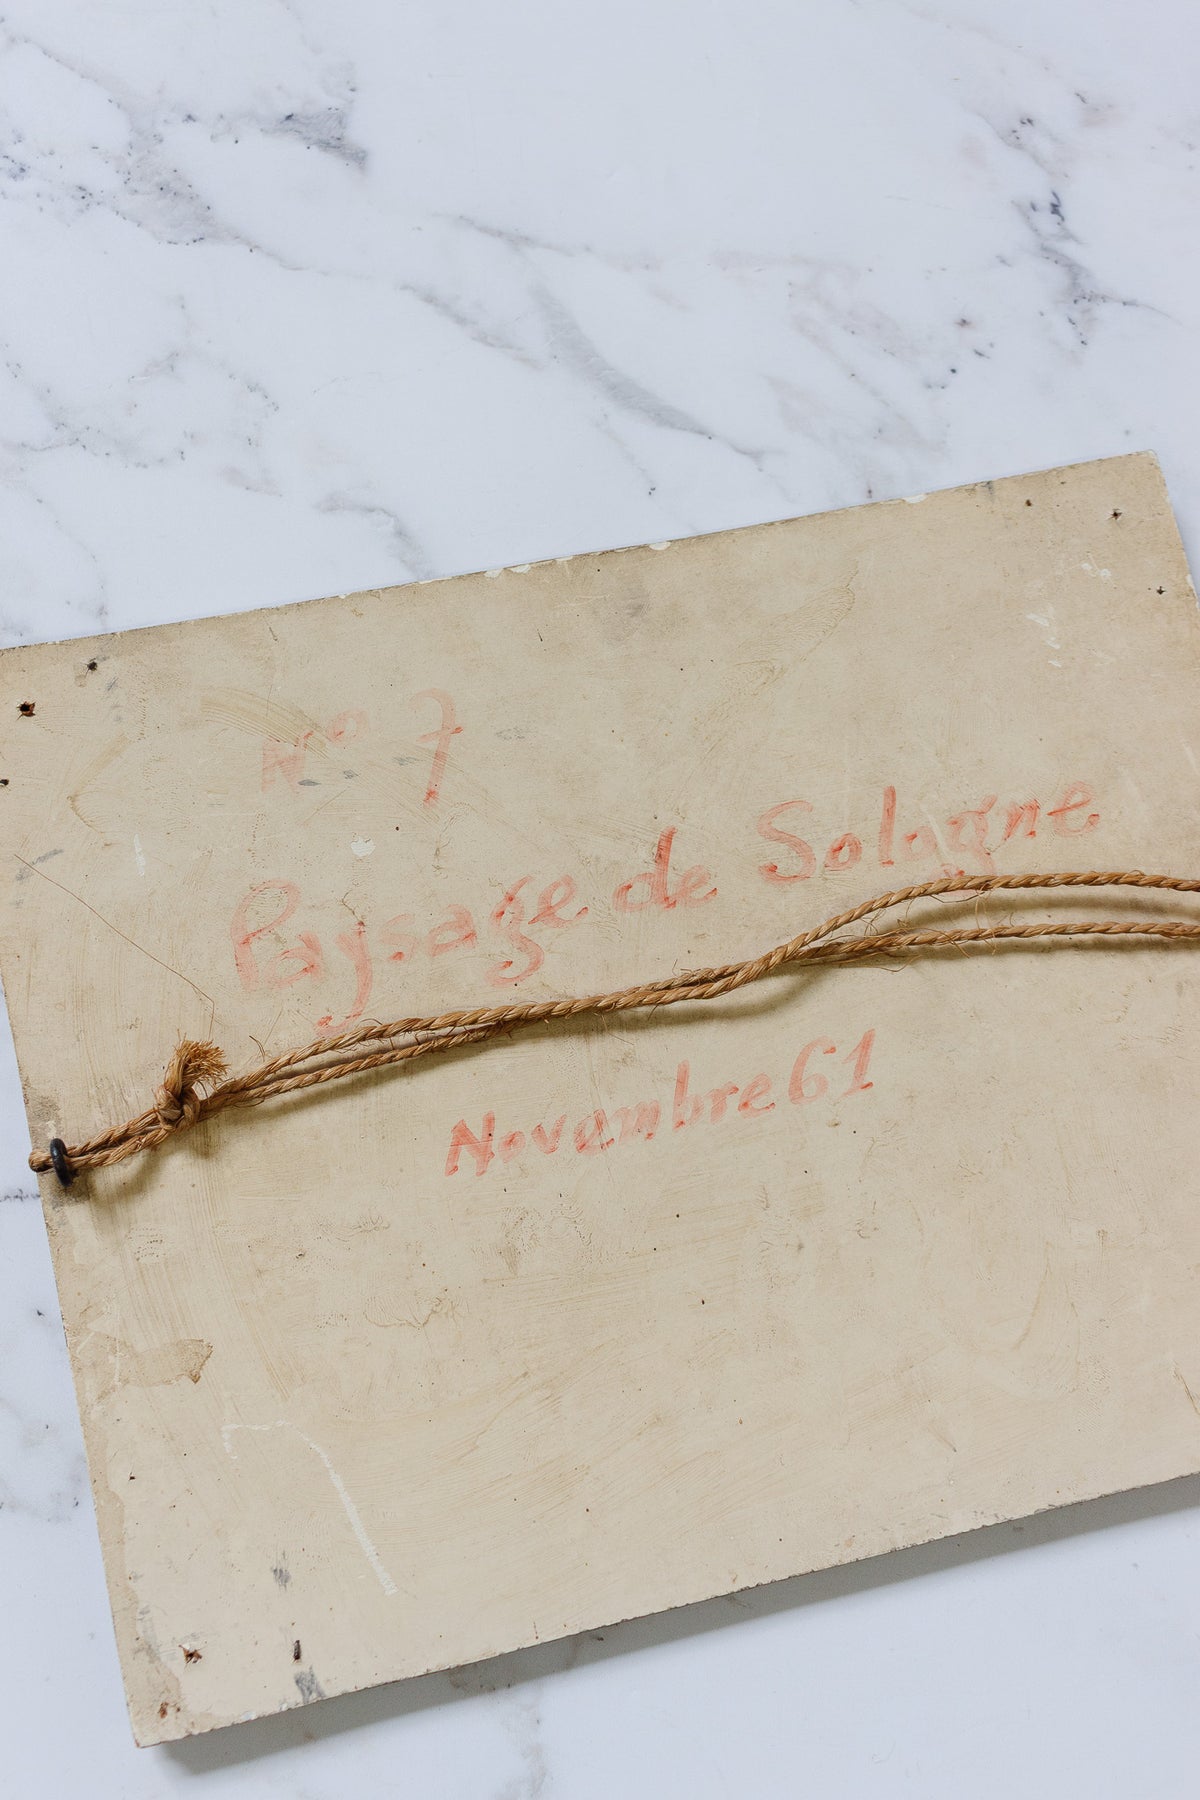 Nº 7
Paysage de Sologne
Novembre 61